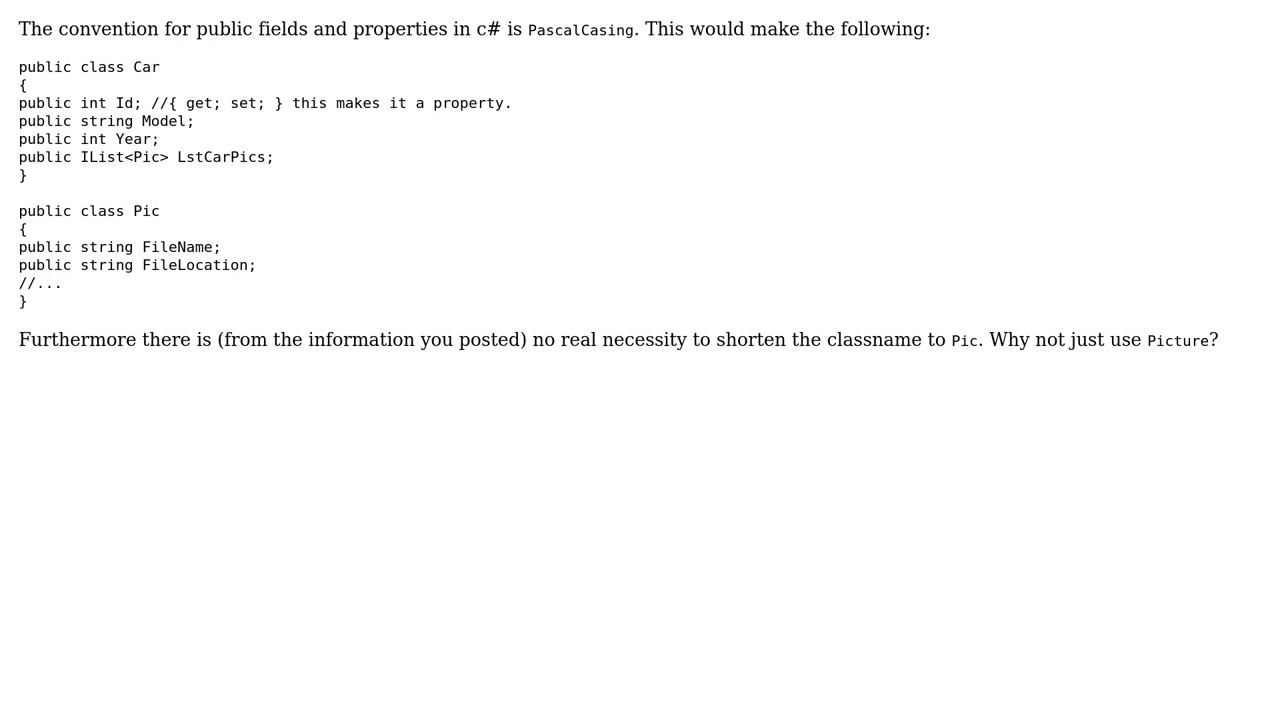 The convention for public fields and properties in c# is PascalCasing. This would make the following:
public class Car
{
public int Id; //{ get; set; } this makes it a property.
public string Model;
public int Year;
public IList<Pic> LstCarPics;
}
public class Pic
{
public string FileName;
public string FileLocation;
//...
}
Furthermore there is (from the information you posted) no real necessity to shorten the classname to Pic. Why not just use Picture?